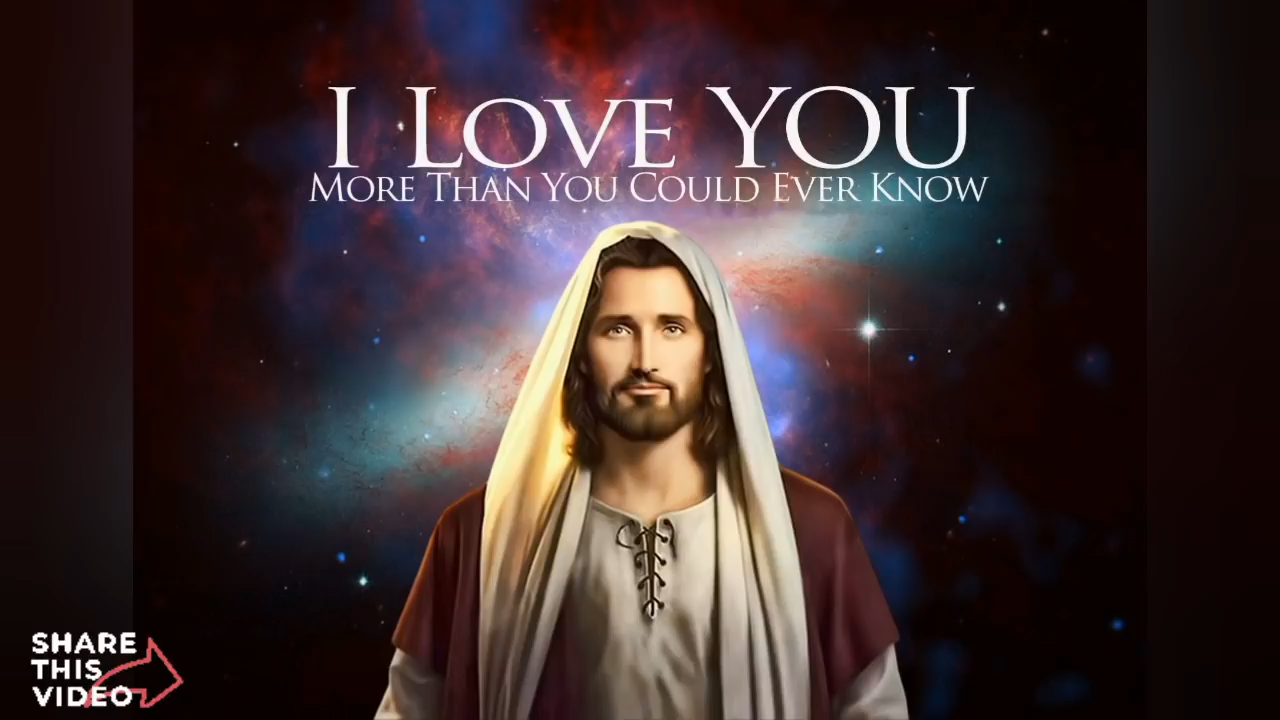 I LOVE YOU
MORE THAN YOU COULD EVER KNOW
SHARE
THIS
VIDEO